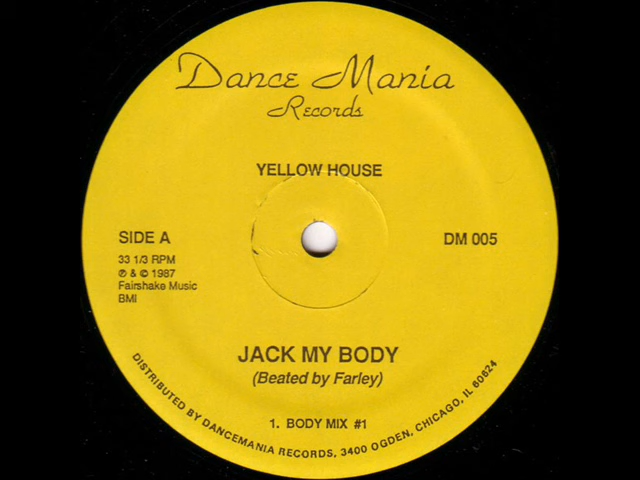 Dance Mania
Records
YELLOW HOUSE
SIDE A
DM 005
33 1/3 RPM
℗ & © 1987
Fairshake Music
BMI
JACK MY BODY
(Beated by Farley)
1. BODY MIX #1
DISTRIBUTED BY DANCEMANIA RECORDS, 3400 OGDEN, CHICAGO, IL 60624